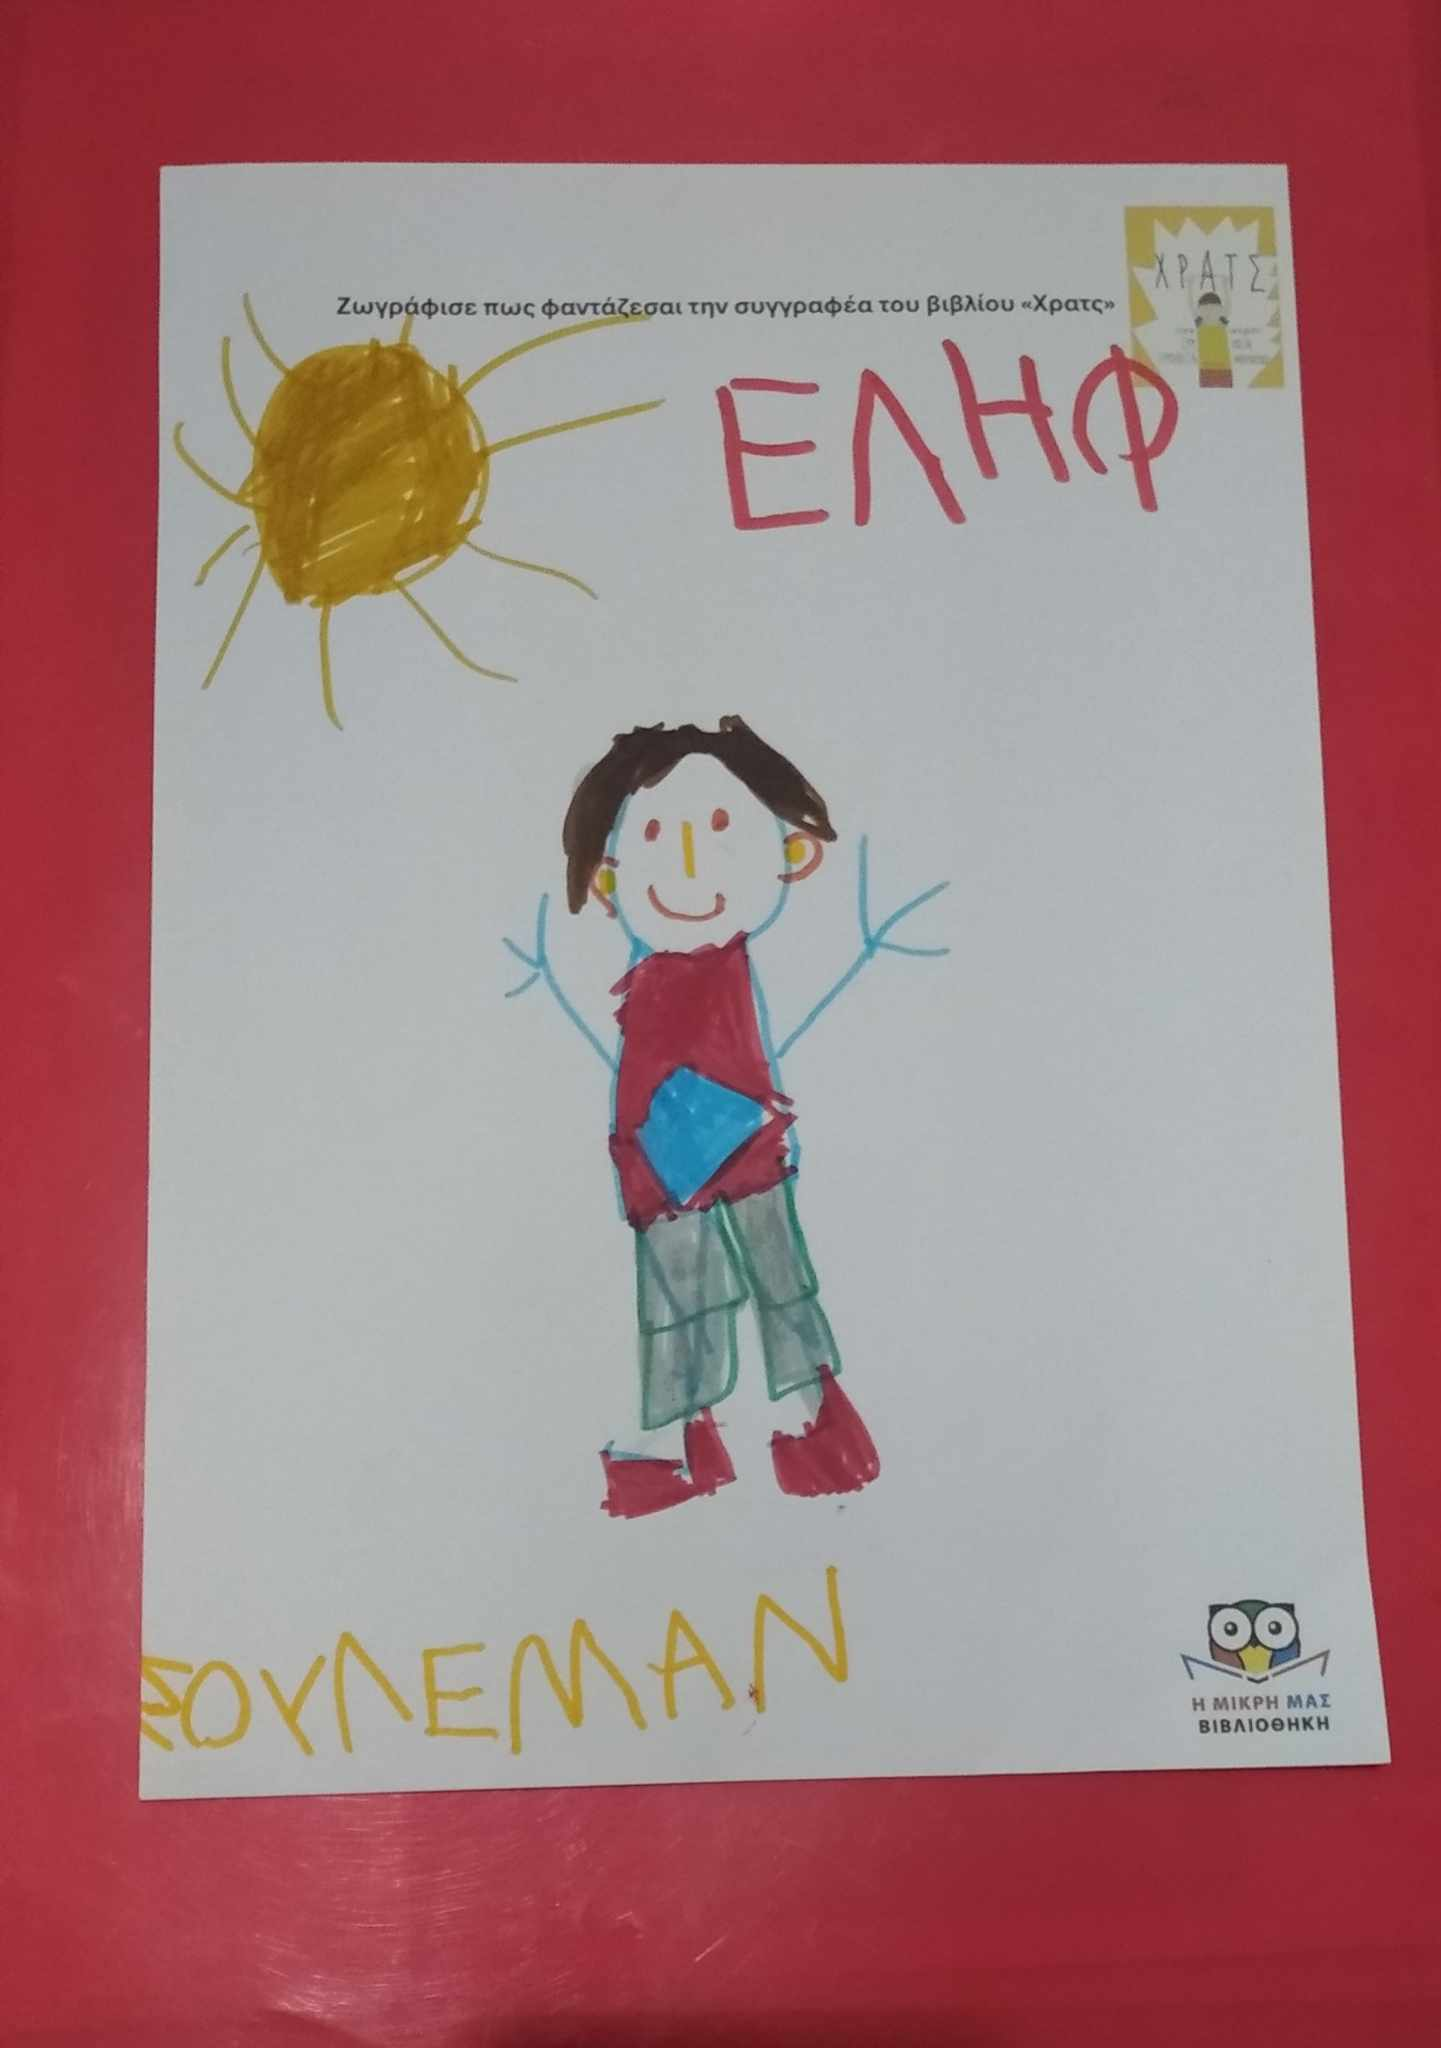 Ζωγράφισε πως φαντάζεσαι την συγγραφέα του βιβλίου «Χρατς»
ΧΡΑΤΣ
ΕΛΗΦ
ΣΟΥΛΕΜΑΝ
Η ΜΙΚΡΗ ΜΑΣ
ΒΙΒΛΙΟΘΗΚΗ